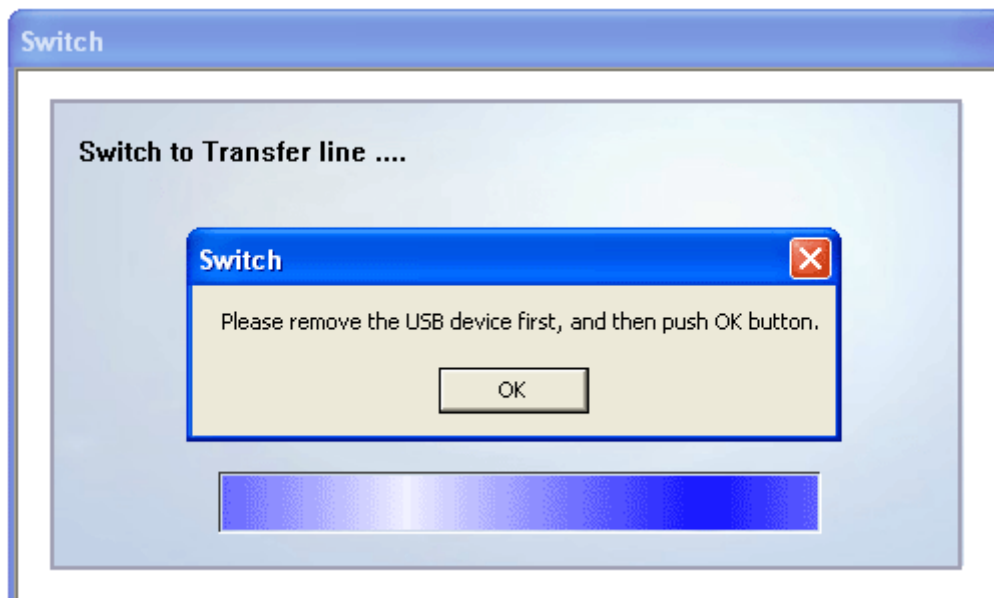 Switch
Switch to Transfer line ....
Switch
Please remove the USB device first, and then push OK button.
OK